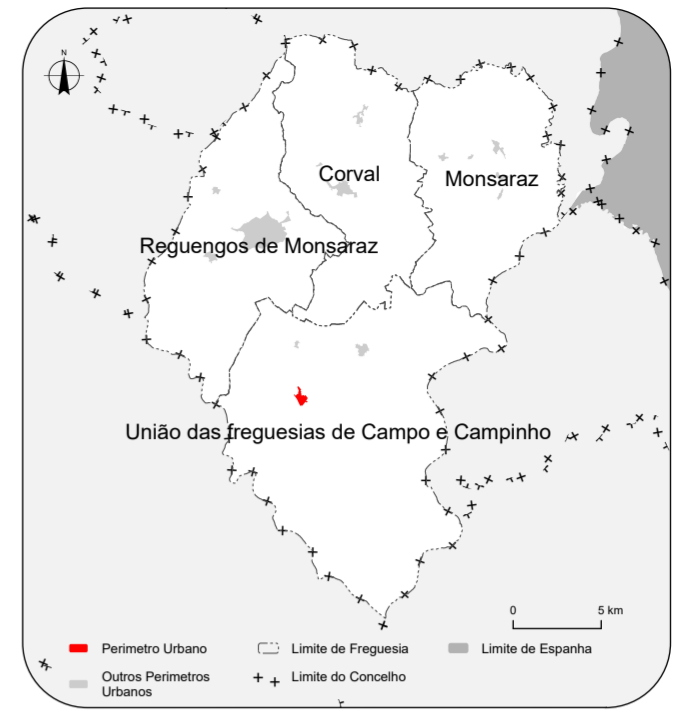 N
Corval
Monsaraz
Reguengos de Monsaraz
União das freguesias de Campo e Campinho
0 5 km
Perimetro Urbano
Limite de Freguesia
Limite de Espanha
Outros Perimetros
Urbanos
Limite do Concelho